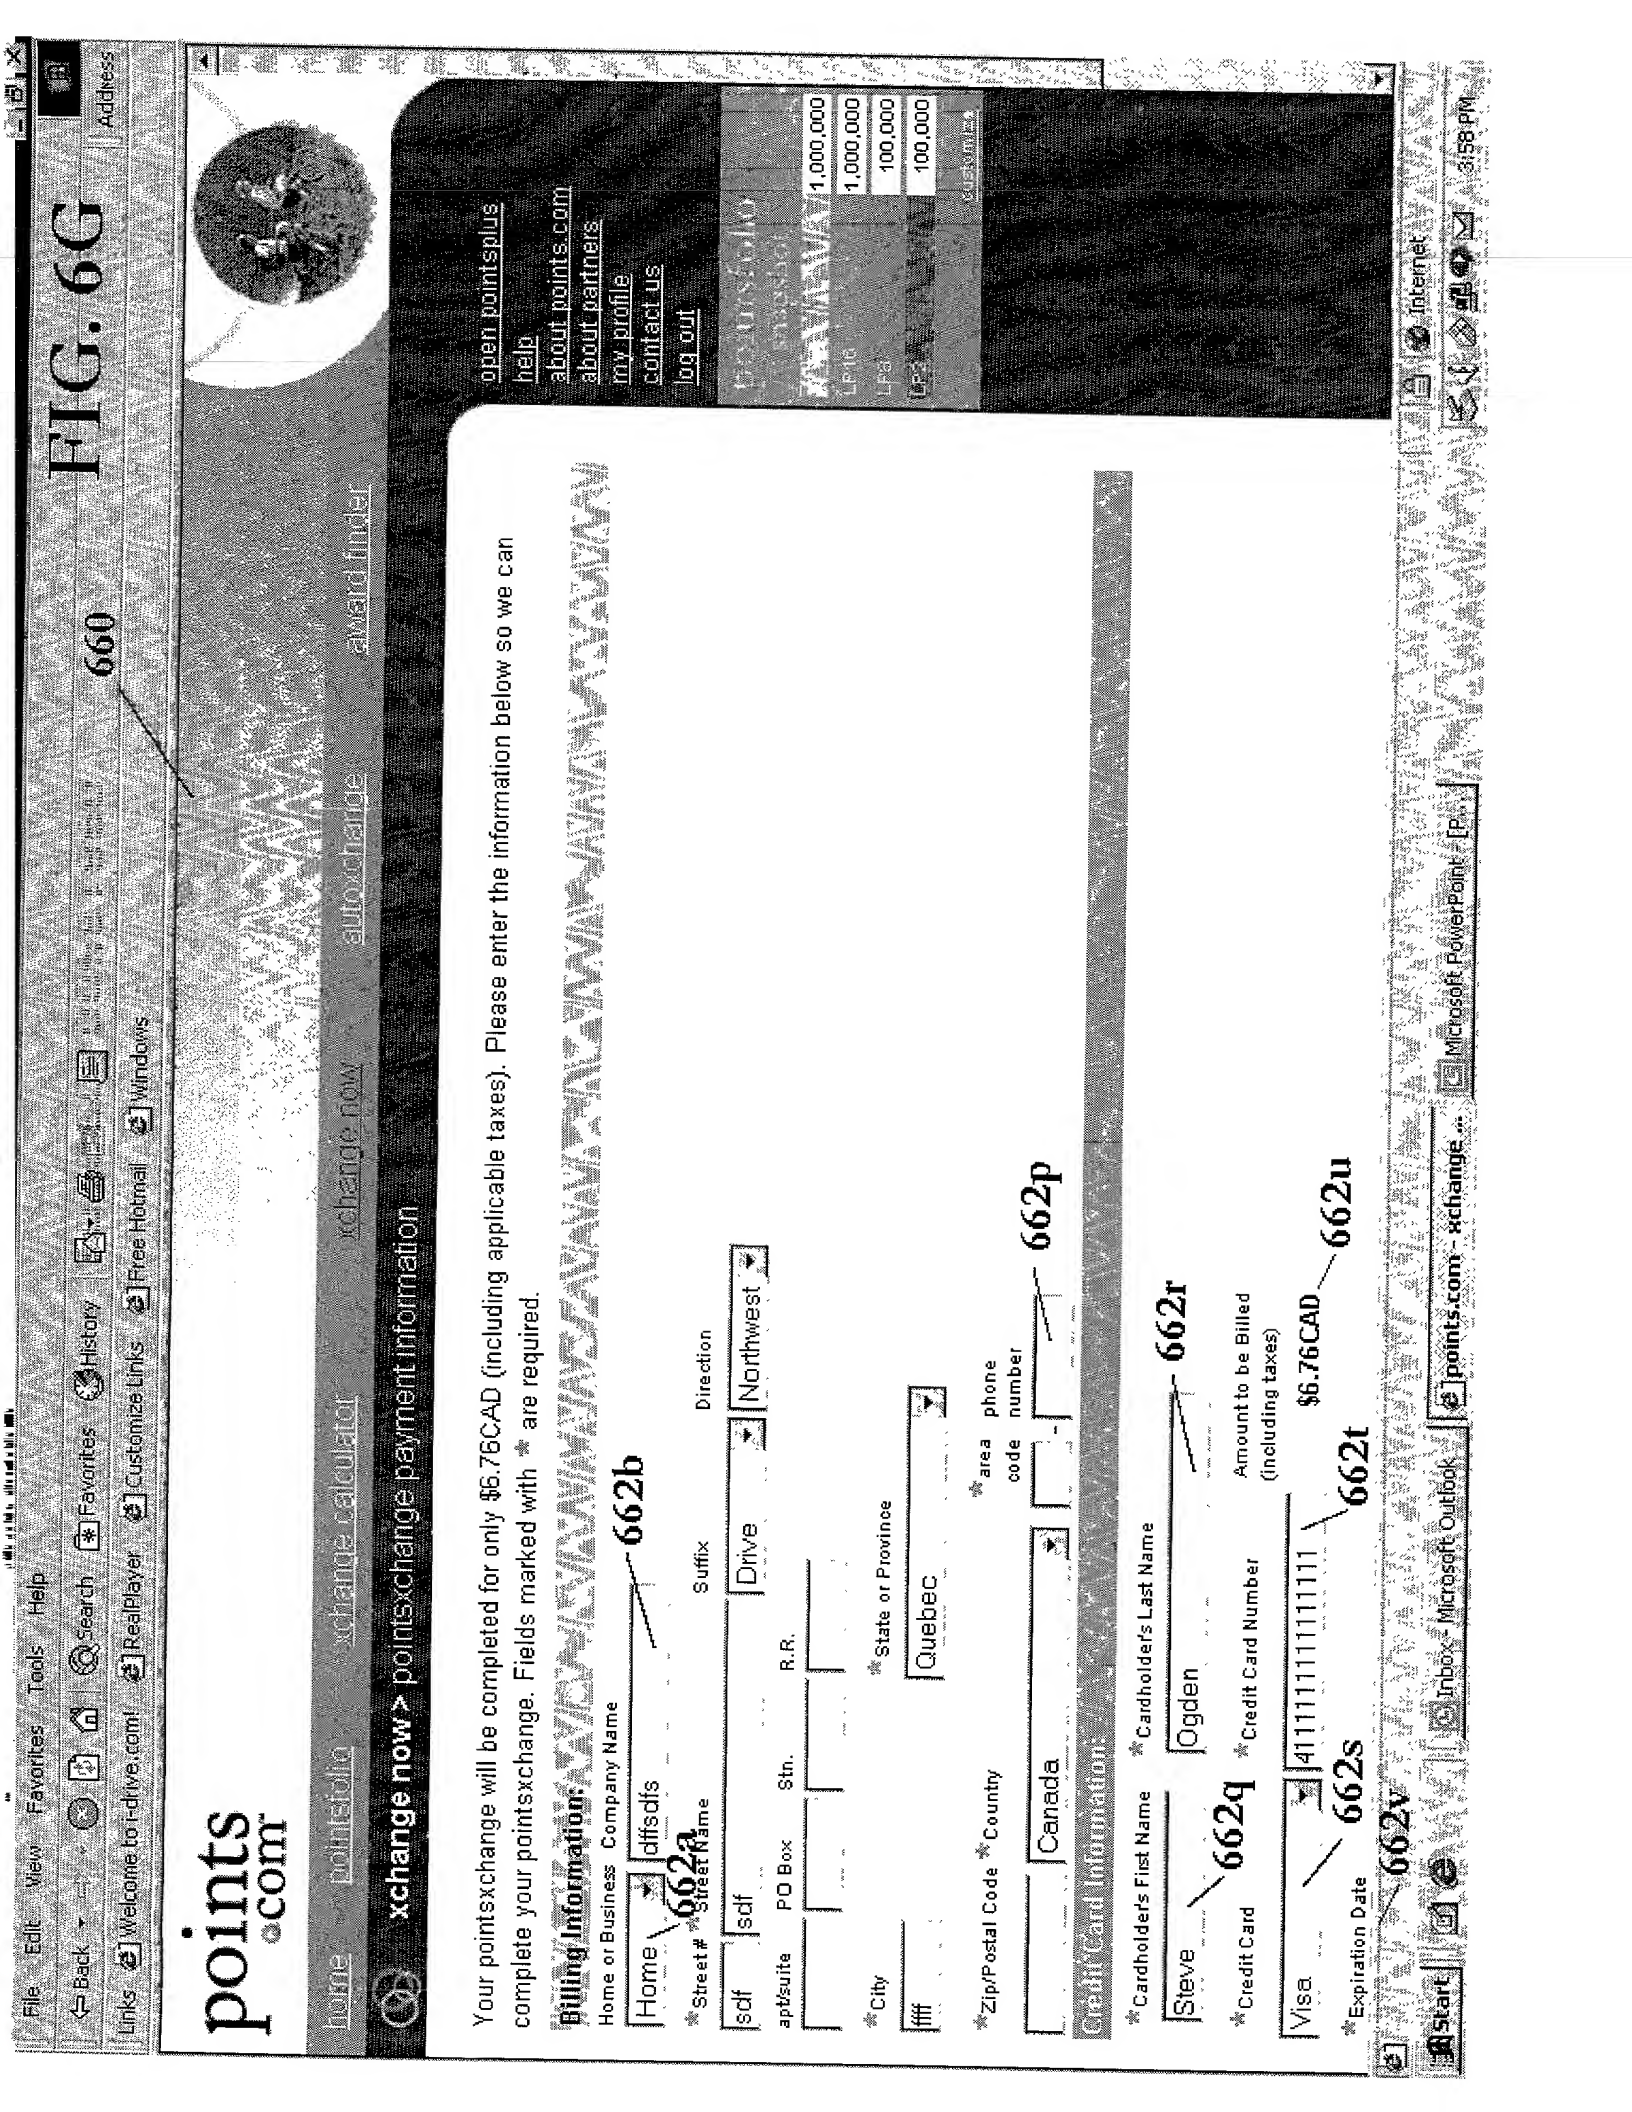 File Edit View Favorites Tools Help
Back Search Favorites History Address
Links Welcome to i-drive.com! RealPlayer Customize Links Free Hotmail Windows
FIG. 6G
660
points
.com
home pointsfolio xchange calculator xchange now autoxchange award finder
xchange now > pointsxchange payment information
Your pointsxchange will be completed for only $6.76CAD (including applicable taxes). Please enter the information below so we can
complete your pointsxchange. Fields marked with * are required.
open pointsplus
help
about points.com
about partners
my profile
contact us
log out
pointsfolio
snapshot
1,000,000
LP16 1,000,000
LP8 100,000
100,000
customize
Billing Information:
Home or Business Company Name
Home dffsdfs
662a 662b
*Street # *Street Name Suffix Direction
sdf sdf Drive Northwest
apt/suite PO Box Stn. R.R.
*City *State or Province
ffff Quebec
*Zip/Postal Code *Country *area code phone number
Canada -
662p
Credit Card Information:
*Cardholder's First Name *Cardholder's Last Name
Steve Ogden
662q 662r
*Credit Card *Credit Card Number Amount to be Billed
(including taxes)
Visa 4111111111111111 $6.76CAD
662s 662t 662u
*Expiration Date
662v
Internet
Start Inbox - Microsoft Outlook points.com - xchange ... Microsoft PowerPoint - [P... 3:58 PM